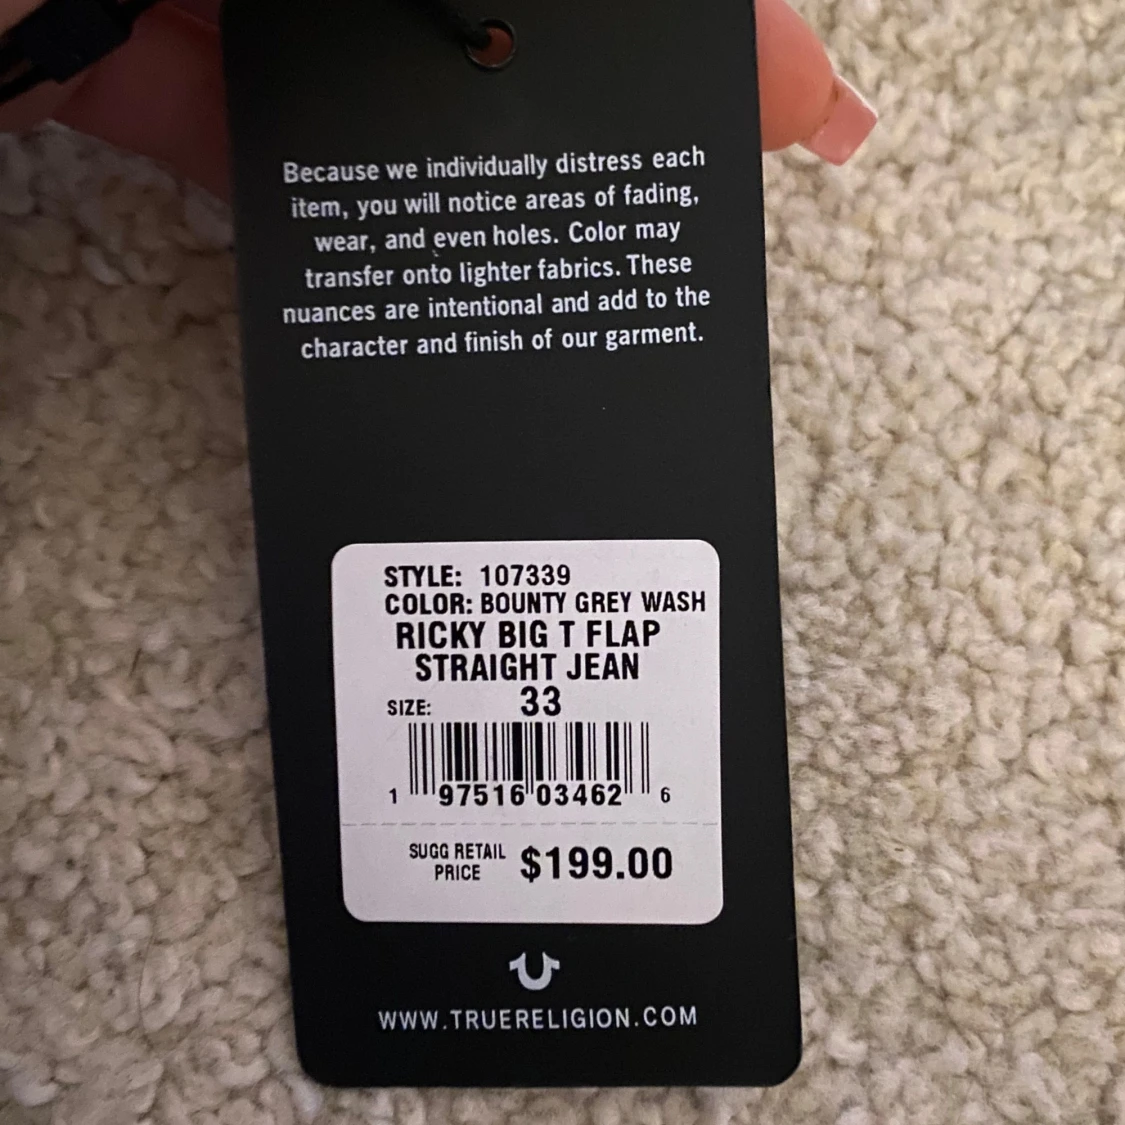 Because we individually distress each
item, you will notice areas of fading,
wear, and even holes. Color may
transfer onto lighter fabrics. These
nuances are intentional and add to the
character and finish of our garment.
STYLE: 107339
COLOR: BOUNTY GREY WASH
RICKY BIG T FLAP
STRAIGHT JEAN
SIZE: 33
1 97516 03462 6
SUGG RETAIL
PRICE $199.00
WWW.TRUERELIGION.COM